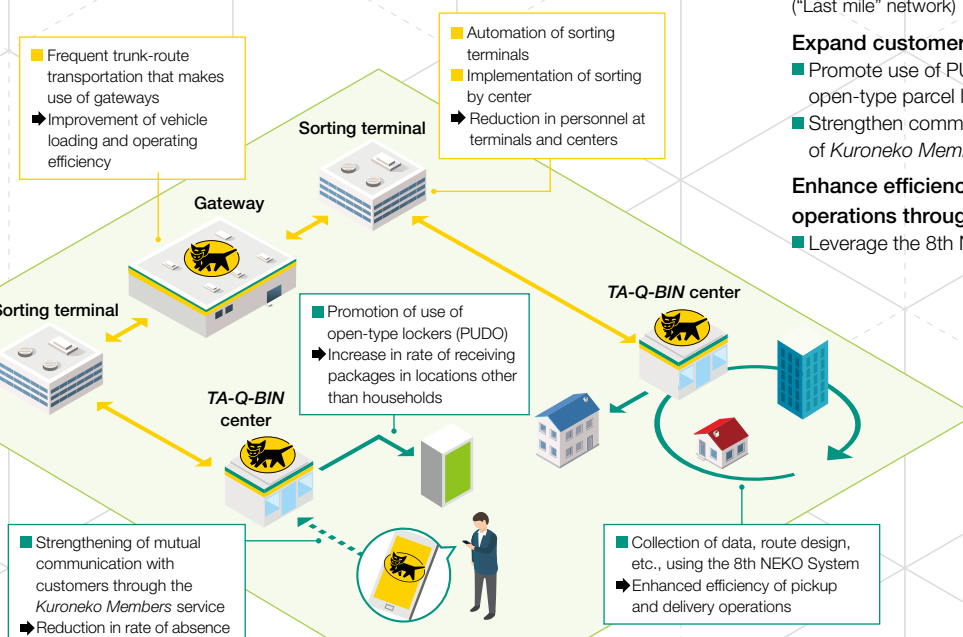 ■ Frequent trunk-route
transportation that makes
use of gateways
➡Improvement of vehicle
loading and operating
efficiency
■ Automation of sorting
terminals
■ Implementation of sorting
by center
➡ Reduction in personnel at
terminals and centers
Sorting terminal
Gateway
Sorting terminal
■ Promotion of use of
open-type lockers (PUDO)
➡Increase in rate of receiving
packages in locations other
than households
TA-Q-BIN center
TA-Q-BIN
center
■ Strengthening of mutual
communication with
customers through the
Kuroneko Members service
➡Reduction in rate of absence
■ Collection of data, route design,
etc., using the 8th NEKO System
➡Enhanced efficiency of pickup
and delivery operations
("Last mile" network)
Expand customer
■ Promote use of PU
open-type parcel
■ Strengthen comm
of Kuroneko Mem
Enhance efficienc
operations throug
■ Leverage the 8th